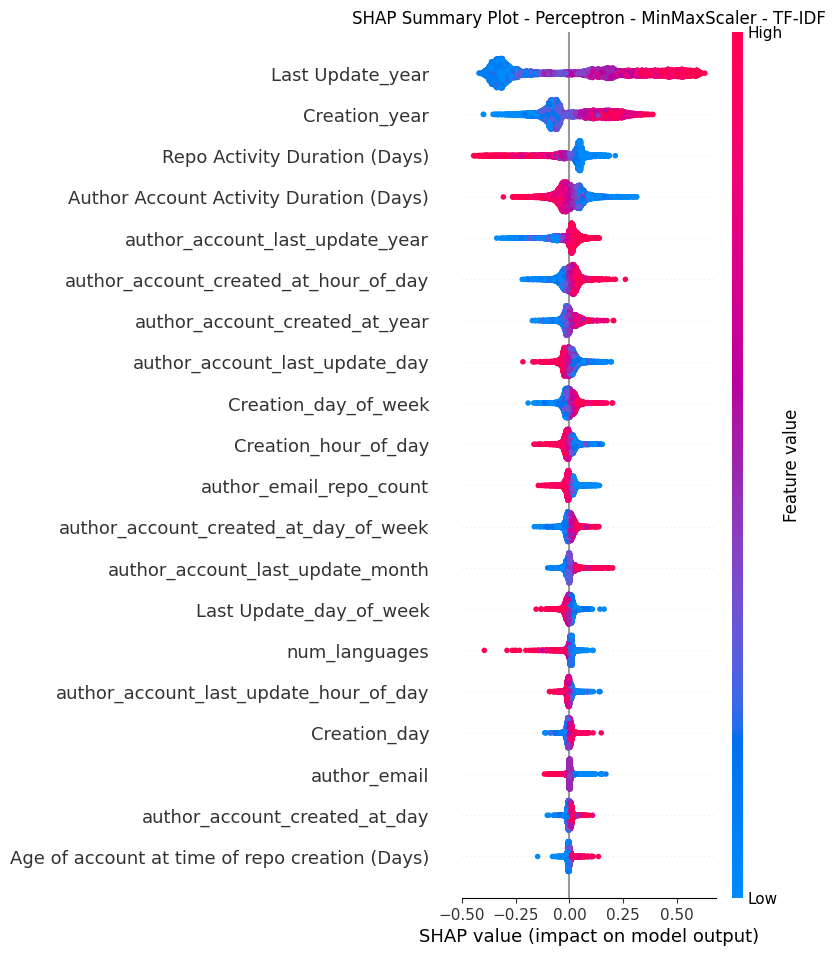 SHAP Summary Plot - Perceptron - MinMaxScaler - TF-IDF
High
Last Update_year
Creation_year
Repo Activity Duration (Days)
Author Account Activity Duration (Days)
author_account_last_update_year
author_account_created_at_hour_of_day
author_account_created_at_year
author_account_last_update_day
Creation_day_of_week
Creation_hour_of_day
author_email_repo_count
author_account_created_at_day_of_week
author_account_last_update_month
Last Update_day_of_week
num_languages
author_account_last_update_hour_of_day
Creation_day
author_email
author_account_created_at_day
Age of account at time of repo creation (Days)
Feature value
Low
−0.50 −0.25 0.00 0.25 0.50
SHAP value (impact on model output)